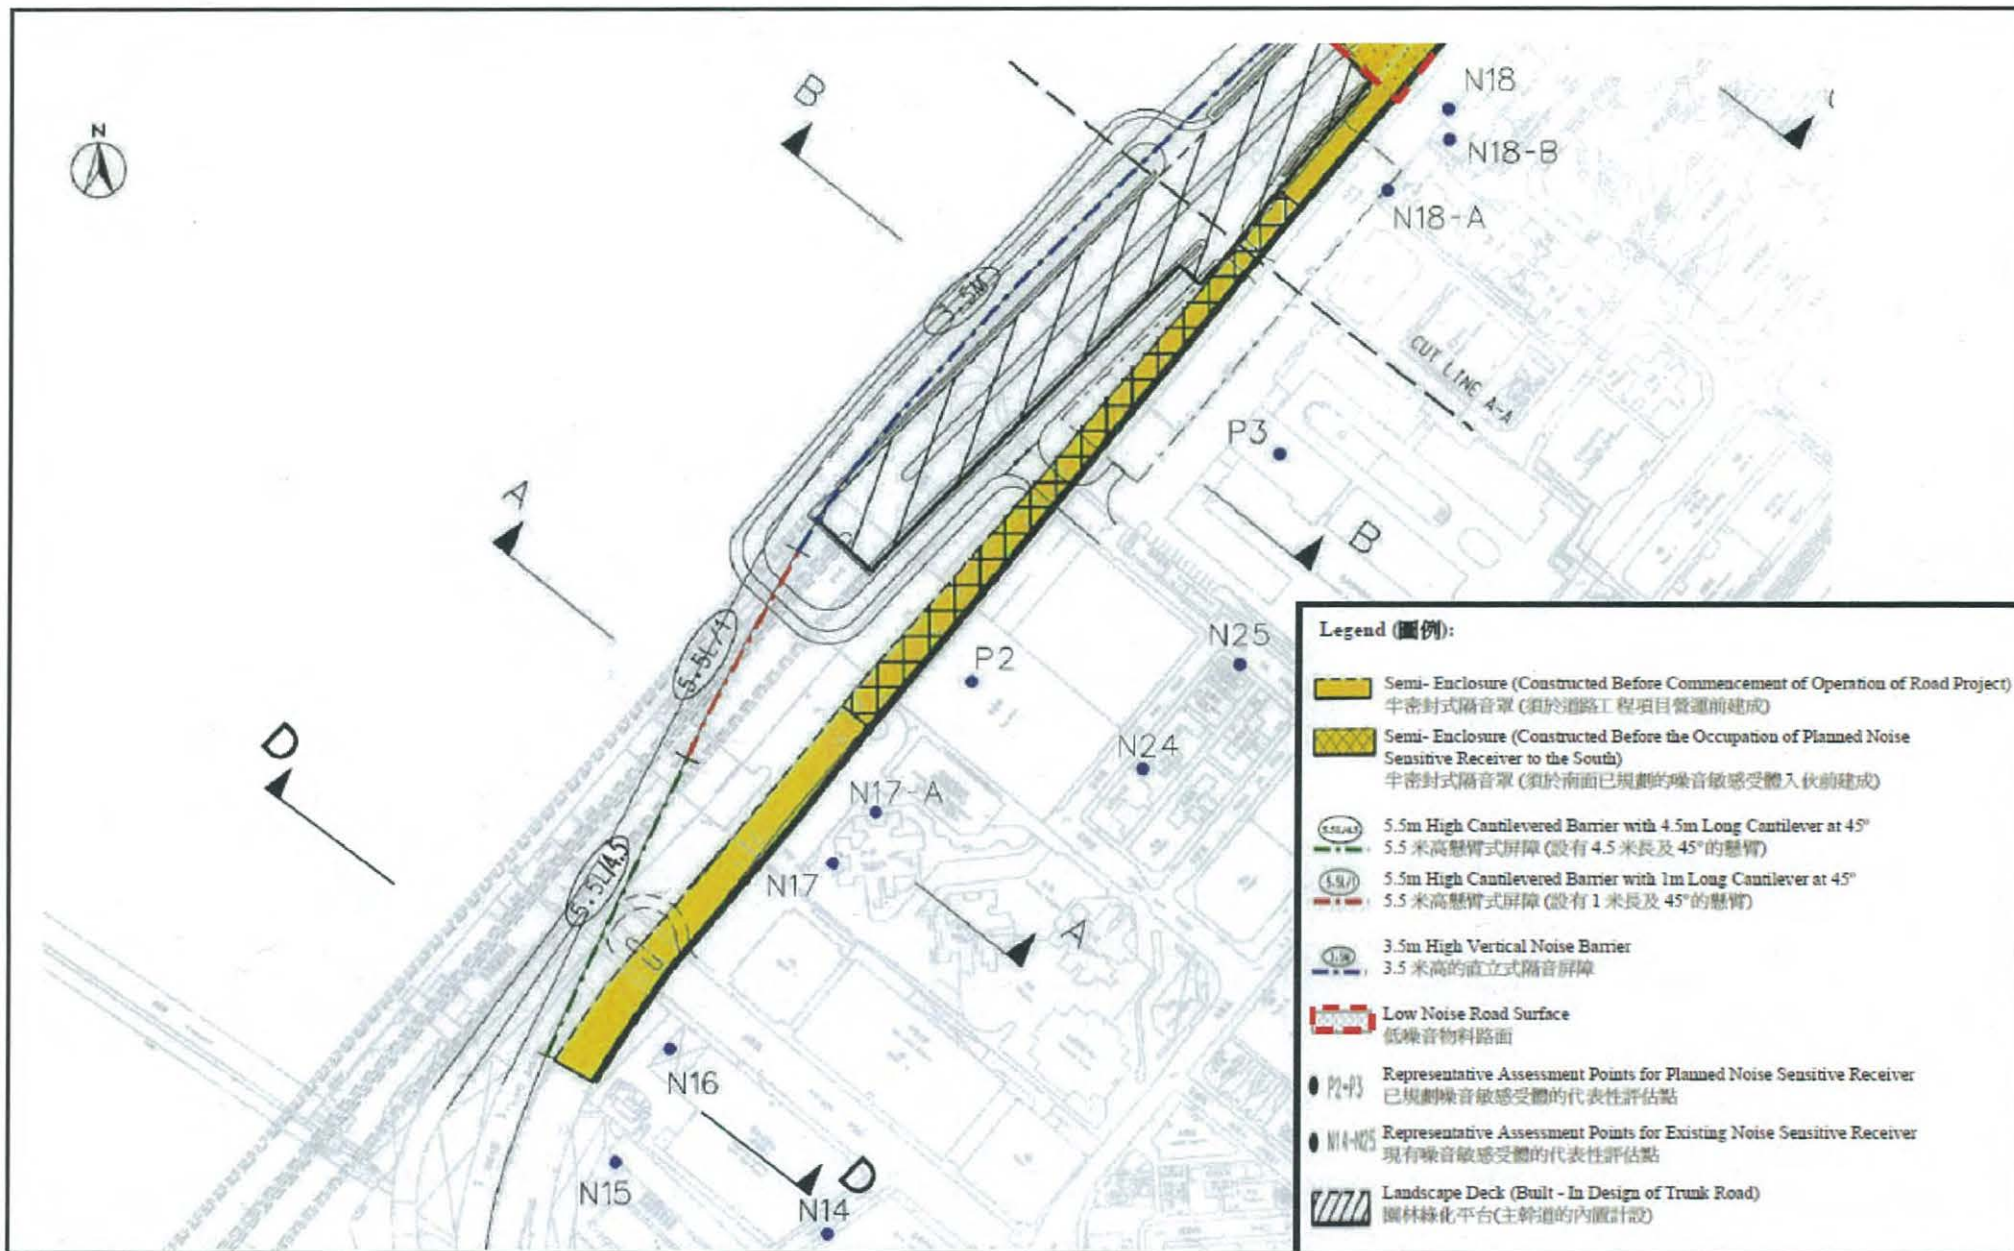 N
B
N18
N18-B
N18-A
3.5M
CUT LINE A-A
P3
A
B
5.5L/1
P2
N25
D
N24
N17-A
5.5L/4.5
N17
A
N16
N15
D
N14
Legend (圖例):
Semi- Enclosure (Constructed Before Commencement of Operation of Road Project)
半密封式隔音罩 (須於道路工程項目營運前建成)
Semi- Enclosure (Constructed Before the Occupation of Planned Noise
Sensitive Receiver to the South)
半密封式隔音罩 (須於南面已規劃的噪音敏感受體入伙前建成)
5.5L/4.5
5.5m High Cantilevered Barrier with 4.5m Long Cantilever at 45°
5.5 米高懸臂式屏障 (設有 4.5 米長及 45°的懸臂)
5.5L/1
5.5m High Cantilevered Barrier with 1m Long Cantilever at 45°
5.5 米高懸臂式屏障 (設有 1 米長及 45°的懸臂)
3.5M
3.5m High Vertical Noise Barrier
3.5 米高的直立式隔音屏障
Low Noise Road Surface
低噪音物料路面
P2-P3
Representative Assessment Points for Planned Noise Sensitive Receiver
已規劃噪音敏感受體的代表性評估點
N14-N25
Representative Assessment Points for Existing Noise Sensitive Receiver
現有噪音敏感受體的代表性評估點
Landscape Deck (Built - In Design of Trunk Road)
園林綠化平台(主幹道的內置計設)